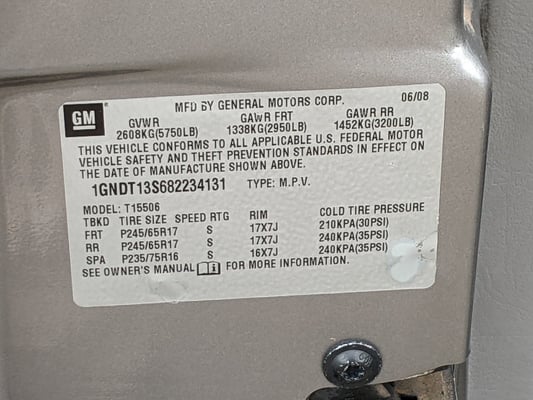 GM
MFD BY GENERAL MOTORS CORP. 06/08
GVWR GAWR FRT GAWR RR
2608KG(5750LB) 1338KG(2950LB) 1452KG(3200LB)
THIS VEHICLE CONFORMS TO ALL APPLICABLE U.S. FEDERAL MOTOR
VEHICLE SAFETY AND THEFT PREVENTION STANDARDS IN EFFECT ON
THE DATE OF MANUFACTURE SHOWN ABOVE.
1GNDT13S682234131 TYPE: M.P.V.
MODEL: T15506
TBKD TIRE SIZE SPEED RTG RIM COLD TIRE PRESSURE
FRT P245/65R17 S 17X7J 210KPA(30PSI)
RR P245/65R17 S 17X7J 240KPA(35PSI)
SPA P235/75R16 S 16X7J 240KPA(35PSI)
SEE OWNER'S MANUAL i FOR MORE INFORMATION.